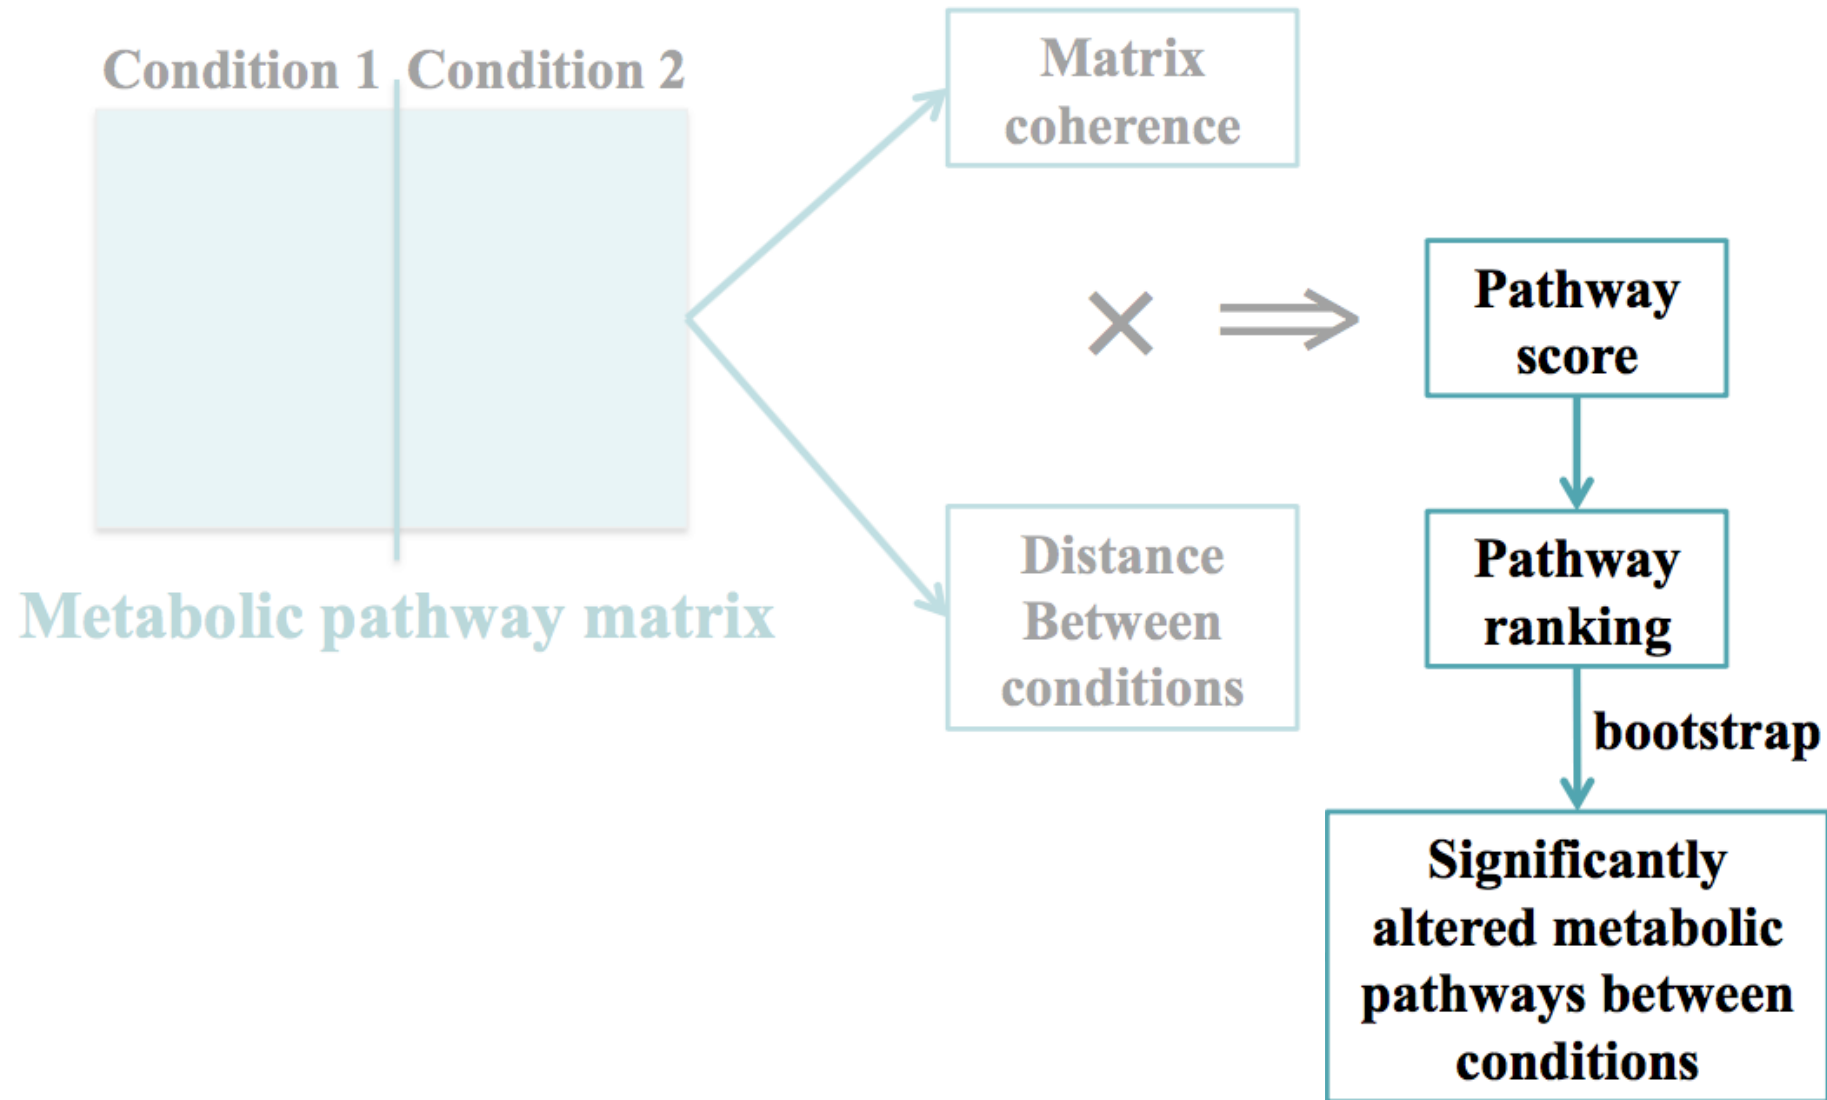 Condition 1 Condition 2
Metabolic pathway matrix
Matrix
coherence
×
⇒
Distance
Between
conditions
Pathway
score
Pathway
ranking
bootstrap
Significantly
altered metabolic
pathways between
conditions